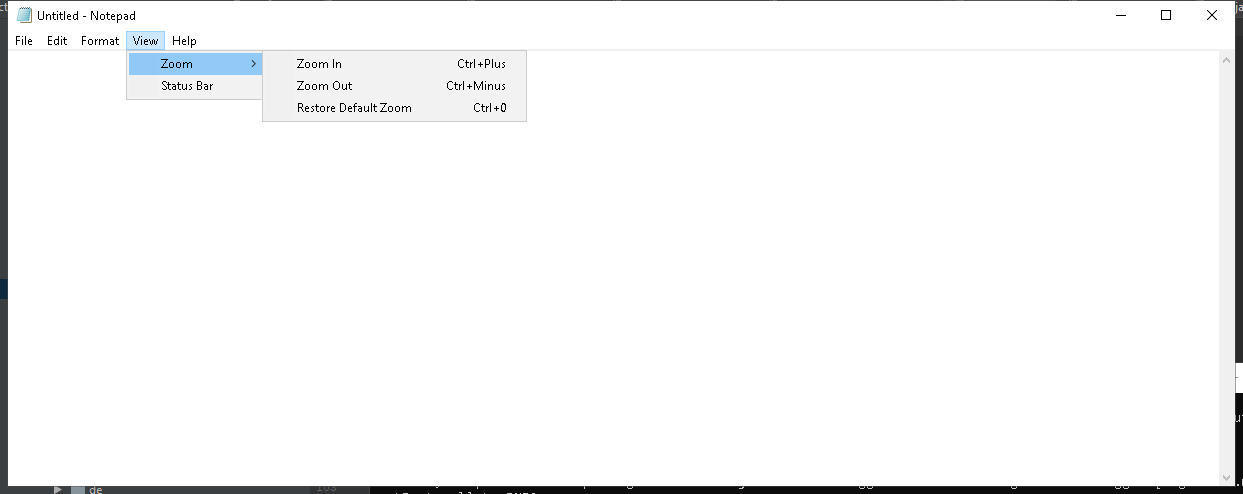 Untitled - Notepad
File Edit Format View Help
Zoom
Status Bar
Zoom In Ctrl+Plus
Zoom Out Ctrl+Minus
Restore Default Zoom Ctrl+0
de